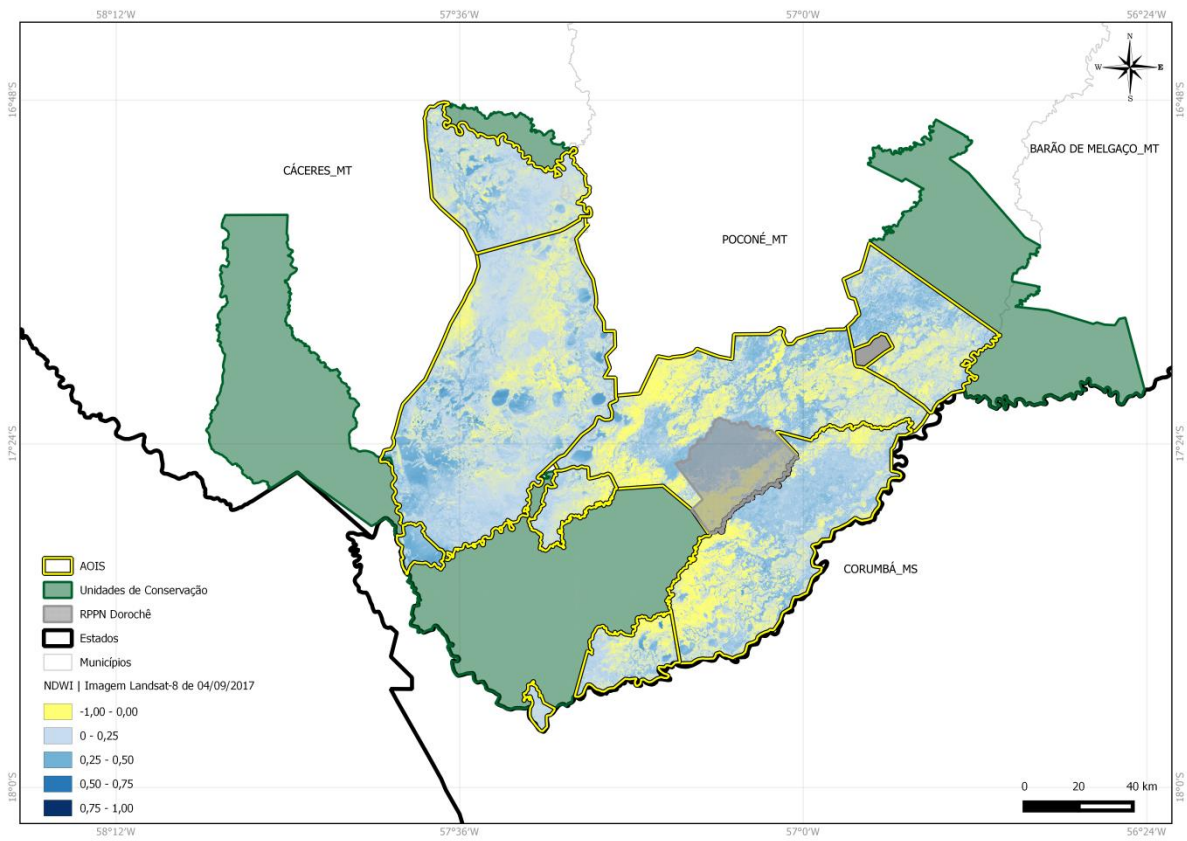 58°12'W 57°36'W 57°0'W 56°24'W
N
W E
S
16°48'S 16°48'S
BARÃO DE MELGAÇO_MT
CÁCERES_MT
POCONÉ_MT
17°24'S 17°24'S
CORUMBÁ_MS
AOIS
Unidades de Conservação
RPPN Dorochê
Estados
Municípios
NDWI | Imagem Landsat-8 de 04/09/2017
-1,00 - 0,00
0 - 0,25
0,25 - 0,50
0,50 - 0,75
0,75 - 1,00
0 20 40 km
18°0'S 18°0'S
58°12'W 57°36'W 57°0'W 56°24'W